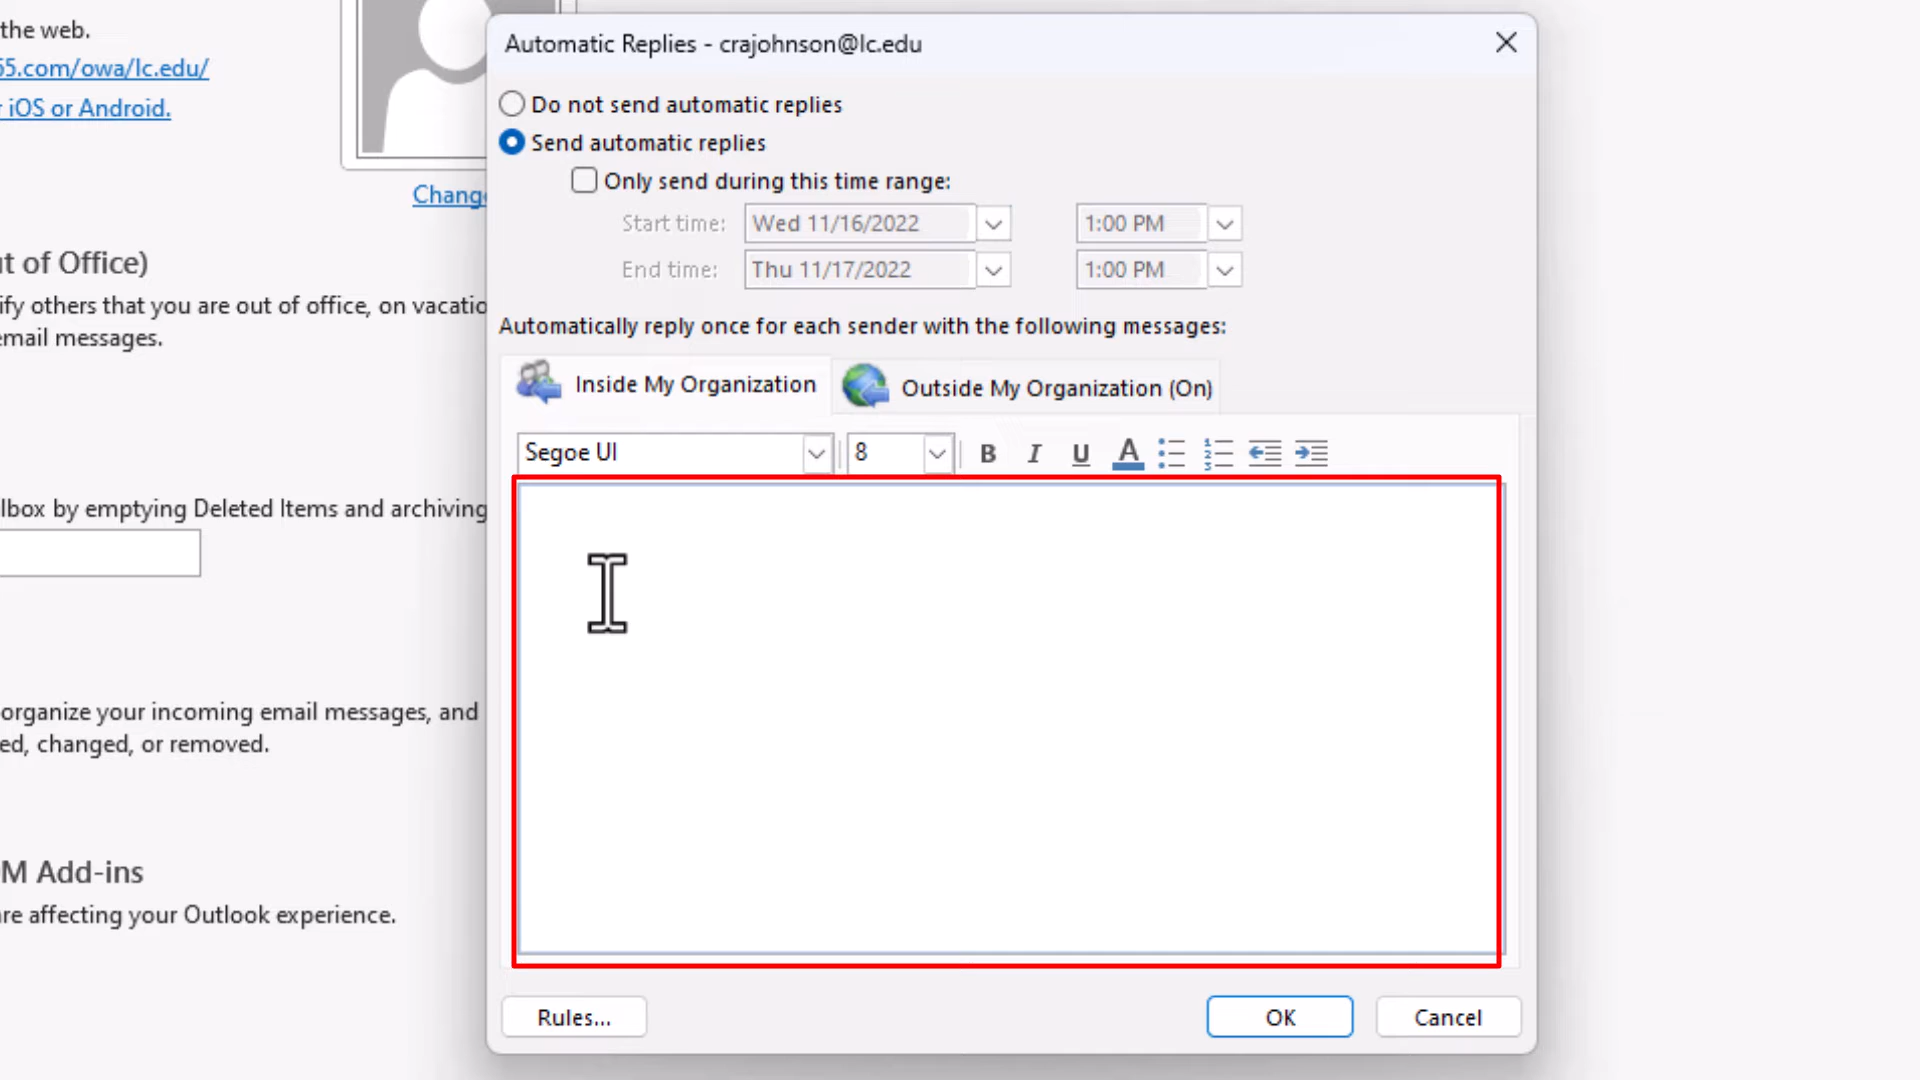 the web.
55.com/owa/lc.edu/
iOS or Android.
Change
t of Office)
ify others that you are out of office, on vacatio
email messages.
lbox by emptying Deleted Items and archiving
organize your incoming email messages, and
ed, changed, or removed.
M Add-ins
re affecting your Outlook experience.
Automatic Replies - crajohnson@lc.edu
Do not send automatic replies
Send automatic replies
Only send during this time range:
Start time: Wed 11/16/2022 1:00 PM
End time: Thu 11/17/2022 1:00 PM
Automatically reply once for each sender with the following messages:
Inside My Organization Outside My Organization (On)
Segoe UI 8 B I U A
Rules... OK Cancel